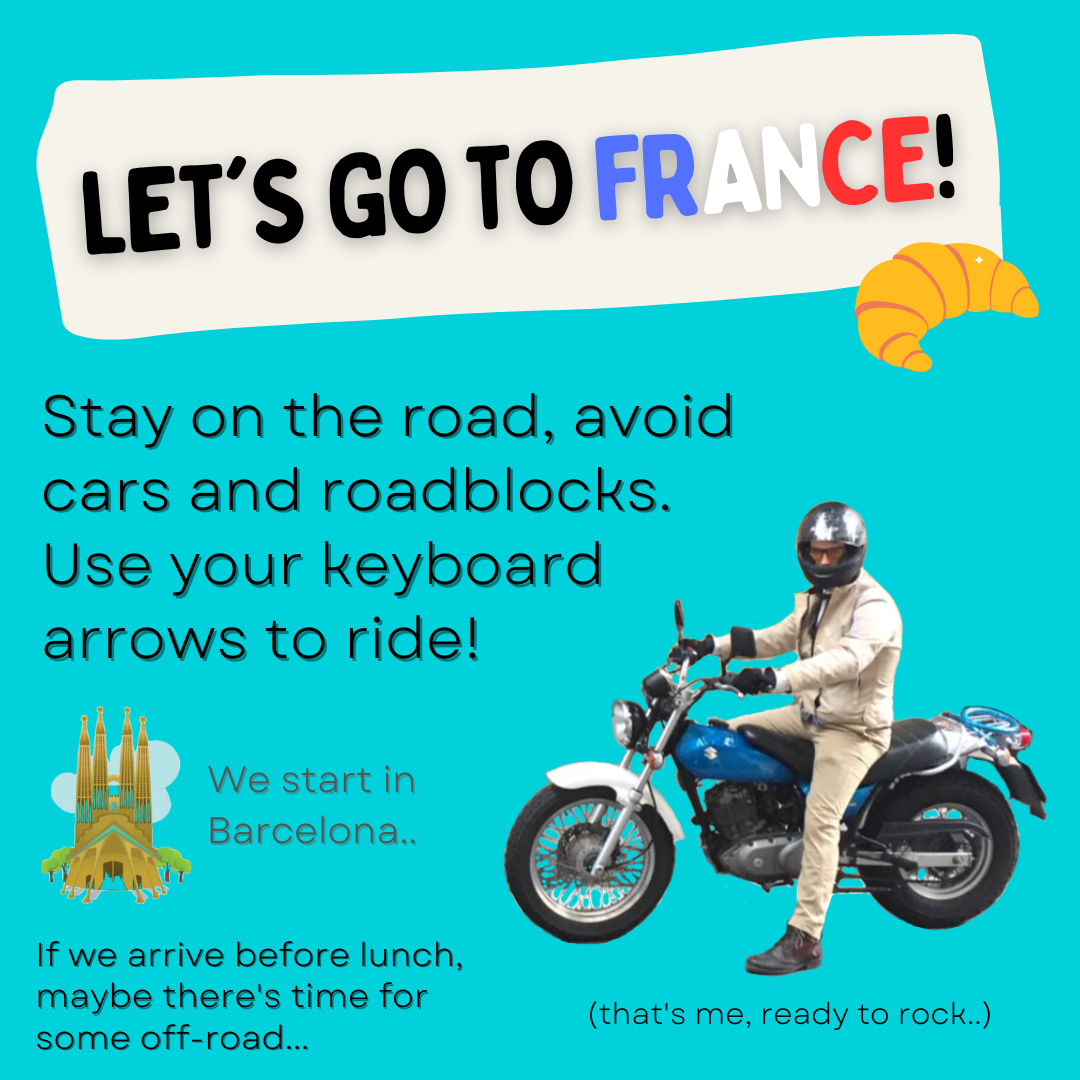 LET'S GO TO FRANCE!
Stay on the road, avoid
cars and roadblocks.
Use your keyboard
arrows to ride!
We start in
Barcelona..
If we arrive before lunch,
maybe there's time for
some off-road...
(that's me, ready to rock..)